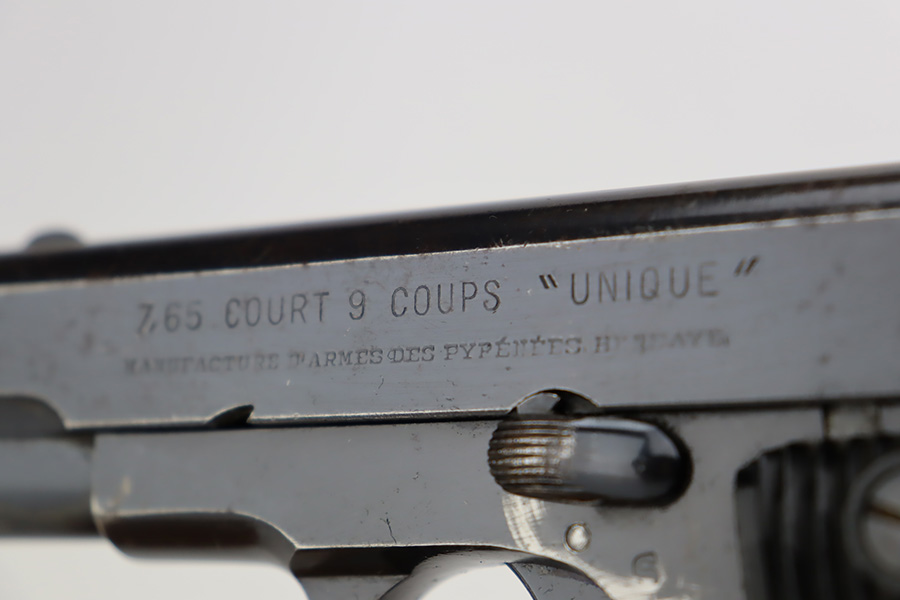 7,65 COURT 9 COUPS "UNIQUE"
MANUFACTURE D'ARMES DES PYRÉNÉES